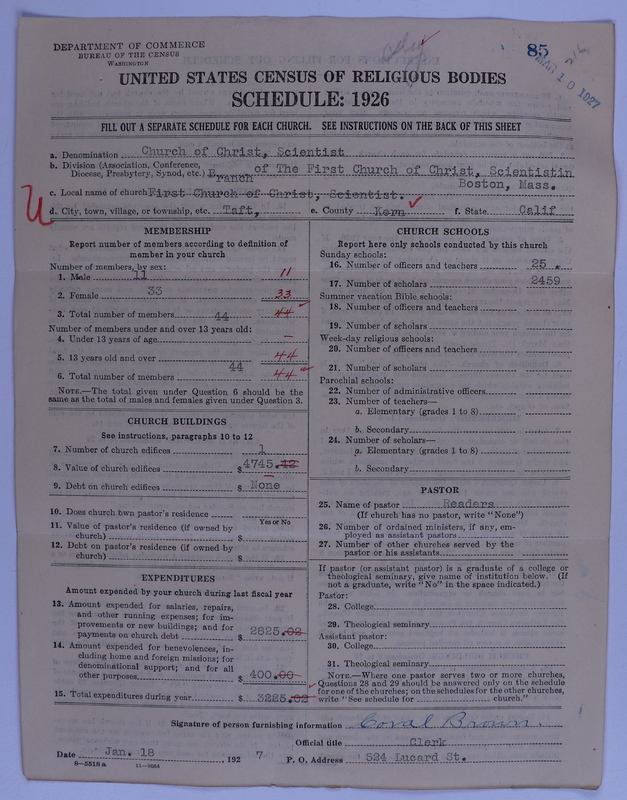 DEPARTMENT OF COMMERCE
BUREAU OF THE CENSUS
WASHINGTON
85
MAR 10 1927
UNITED STATES CENSUS OF RELIGIOUS BODIES
SCHEDULE: 1926
FILL OUT A SEPARATE SCHEDULE FOR EACH CHURCH. SEE INSTRUCTIONS ON THE BACK OF THIS SHEET
a. Denomination Church of Christ, Scientist
b. Division (Association, Conference, Diocese, Presbytery, Synod, etc.) Branch of The First Church of Christ, Scientist in
Boston, Mass.
c. Local name of church First Church of Christ, Scientist.
d. City, town, village, or township, etc. Taft, e. County Kern f. State Calif
MEMBERSHIP
Report number of members according to definition of
member in your church
Number of members, by sex:
1. Male 11 11
2. Female 33 33
3. Total number of members 44 44
Number of members under and over 13 years old:
4. Under 13 years of age —
5. 13 years old and over 44
6. Total number of members 44 44
NOTE.—The total given under Question 6 should be
same as the total of males and females given under Question 3.
CHURCH BUILDINGS
See instructions, paragraphs 10 to 12
7. Number of church edifices 1
8. Value of church edifices $4745.12
9. Debt on church edifices $ None
10. Does church own pastor's residence
Yes or No
11. Value of pastor's residence (if owned by
church) $
12. Debt on pastor's residence (if owned by
church) $
EXPENDITURES
Amount expended by your church during last fiscal year
13. Amount expended for salaries, repairs,
and other running expenses; for im-
provements or new buildings; and for
payments on church debt $ 2825.02
14. Amount expended for benevolences, in-
cluding home and foreign missions; for
denominational support; and for all
other purposes $ 400.00
15. Total expenditures during year $ 3225.02
CHURCH SCHOOLS
Report here only schools conducted by this church
Sunday schools:
16. Number of officers and teachers 25 .
17. Number of scholars 2459
Summer vacation Bible schools:
18. Number of officers and teachers
19. Number of scholars
Week-day religious schools:
20. Number of officers and teachers
21. Number of scholars
Parochial schools:
22. Number of administrative officers
23. Number of teachers—
a. Elementary (grades 1 to 8)
b. Secondary
24. Number of scholars—
a. Elementary (grades 1 to 8)
b. Secondary
PASTOR
25. Name of pastor Readers
(If church has no pastor, write "None")
26. Number of ordained ministers, if any, em-
ployed as assistant pastors
27. Number of other churches served by the
pastor or his assistants
If pastor (or assistant pastor) is a graduate of a college or
theological seminary, give name of institution below. (If
not a graduate, write "No" in the space indicated.)
Pastor:
28. College
29. Theological seminary
Assistant pastor:
30. College
31. Theological seminary
NOTE.—Where one pastor serves two or more churches,
Questions 28 and 29 should be answered only on the schedule
for one of the churches; on the schedules for the other churches,
write "See schedule for church."
Signature of person furnishing information Coral Brown.
Official title Clerk
Date Jan. 18 1927 P. O. Address 524 Lucard St.
8—5518a 11—9664